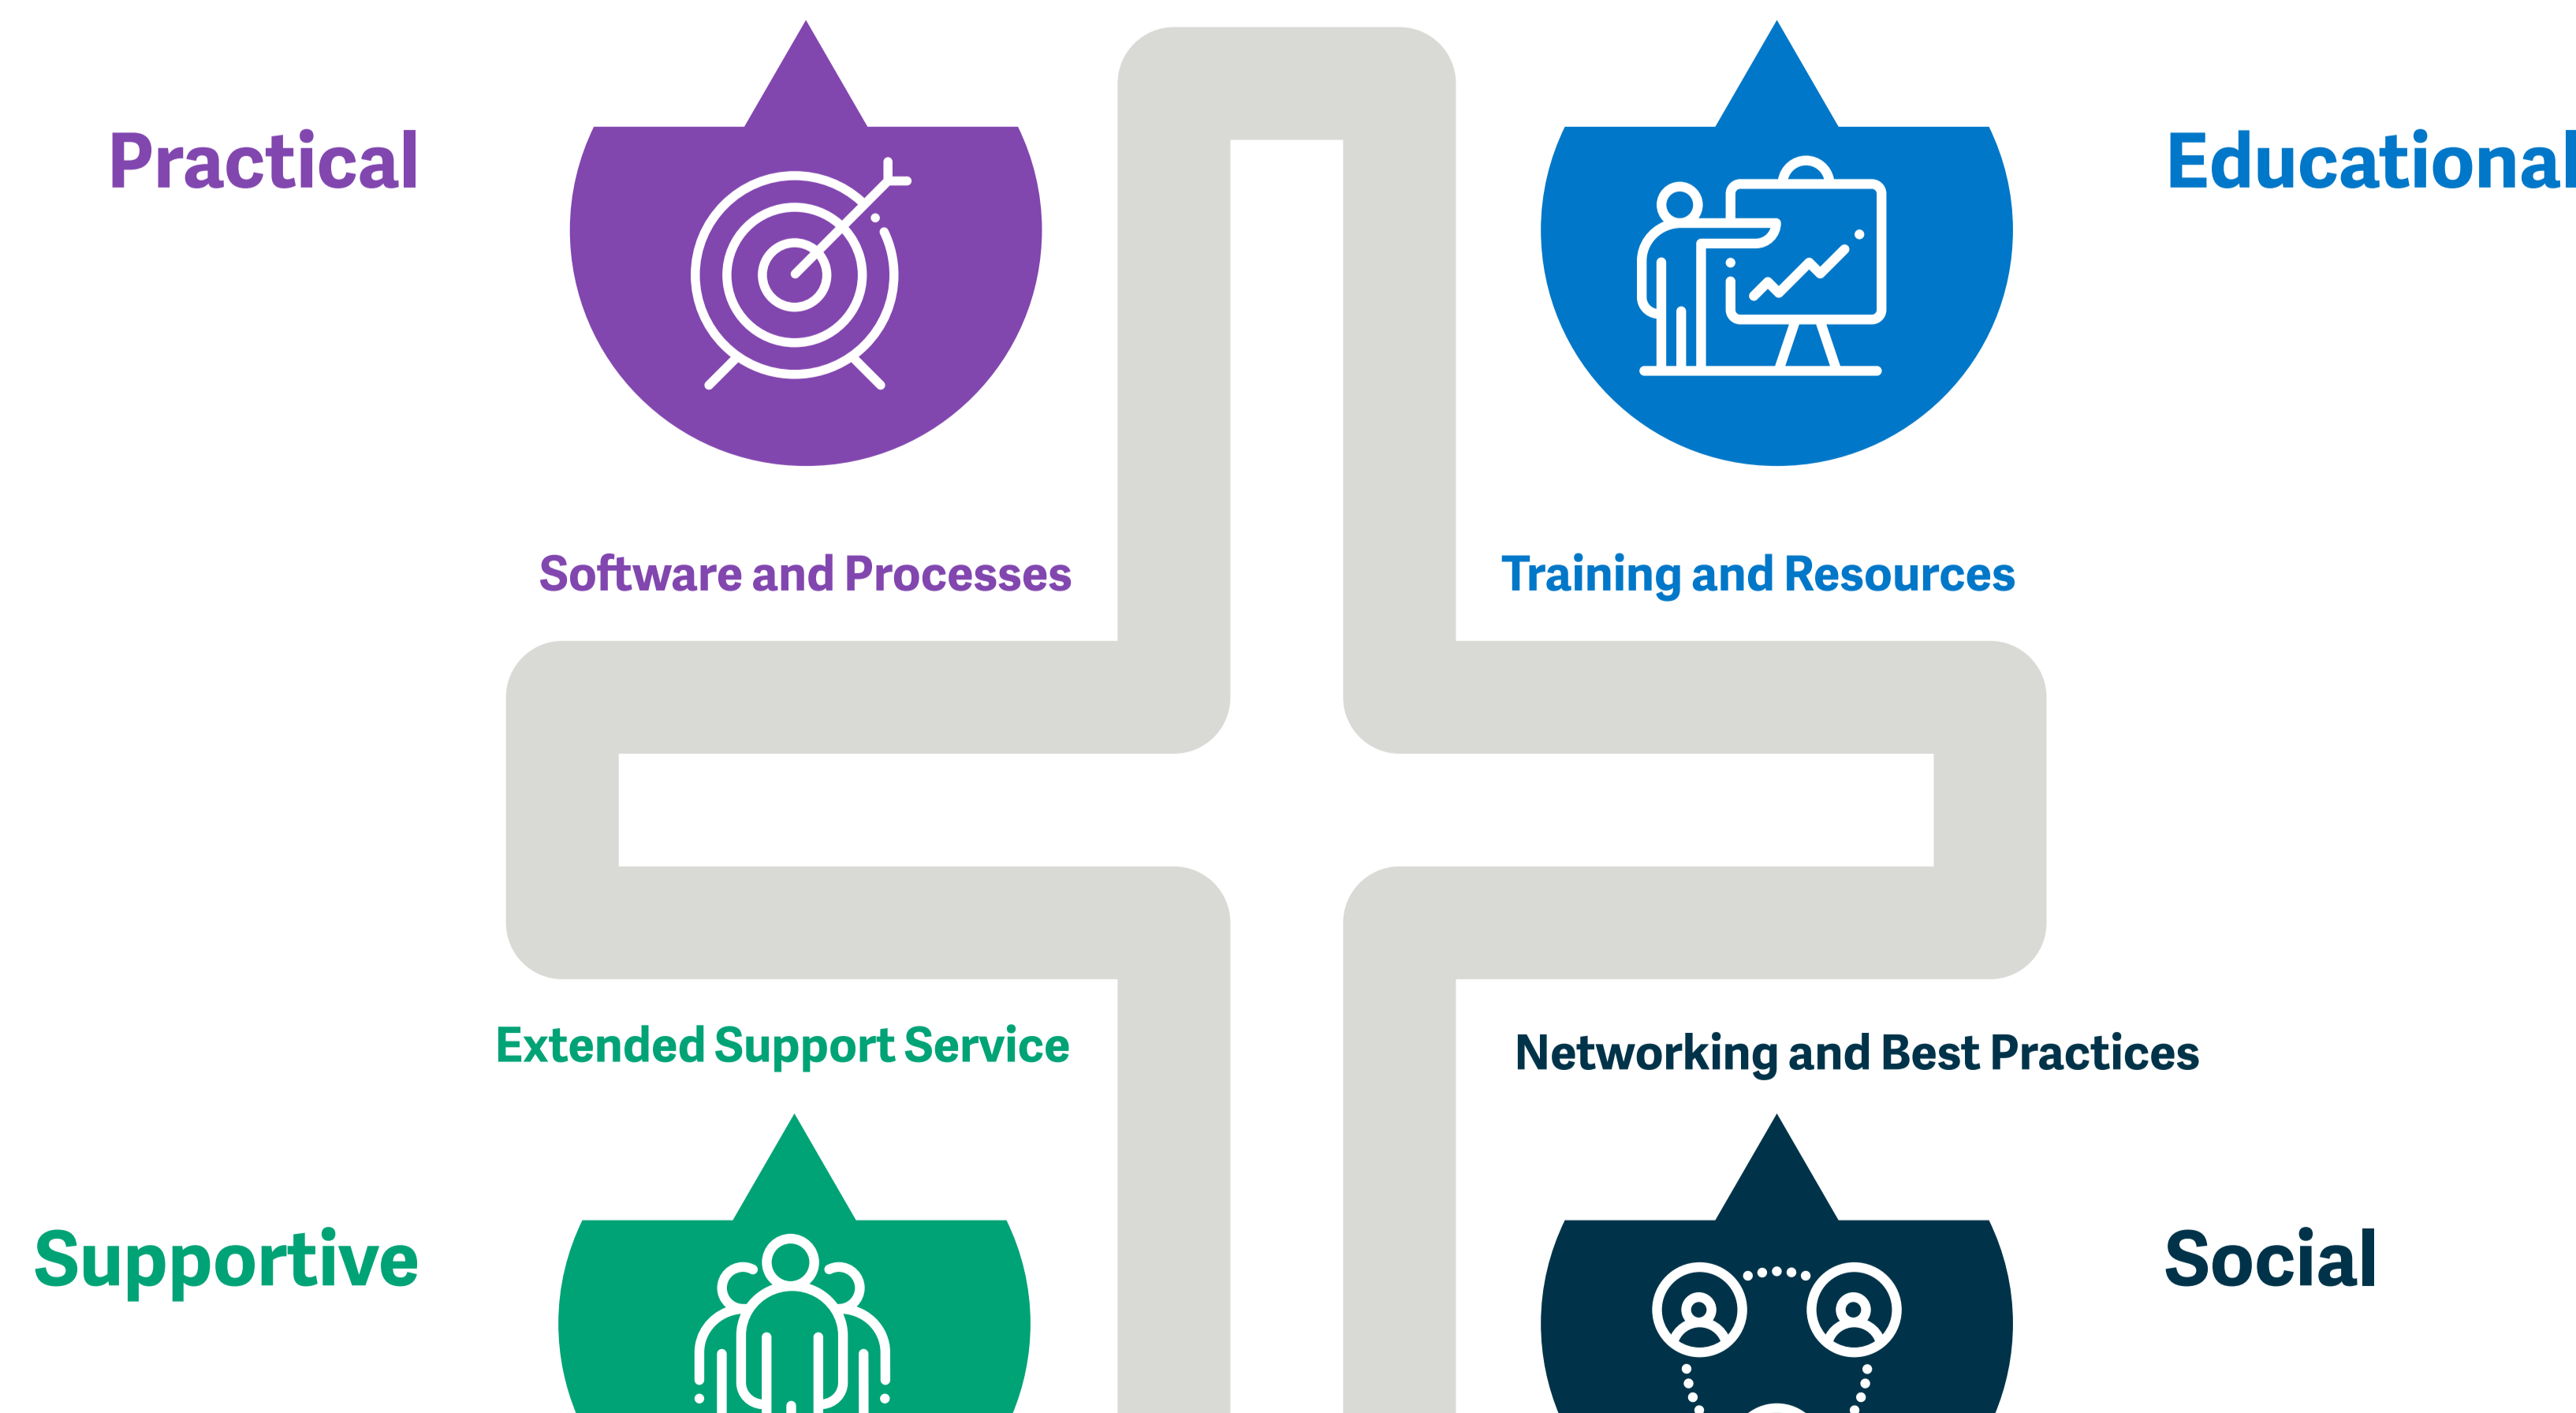 Practical
Educational
Software and Processes
Training and Resources
Extended Support Service
Networking and Best Practices
Supportive
Social